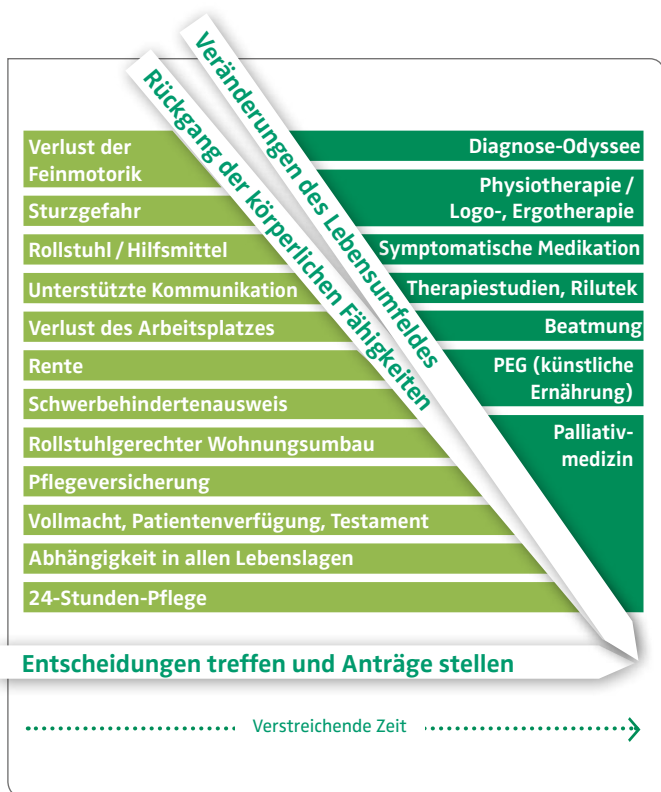 Veränderungen des Lebensumfeldes
Rückgang der körperlichen Fähigkeiten
Verlust der
Feinmotorik
Sturzgefahr
Rollstuhl / Hilfsmittel
Unterstützte Kommunikation
Verlust des Arbeitsplatzes
Rente
Schwerbehindertenausweis
Rollstuhlgerechter Wohnungsumbau
Pflegeversicherung
Vollmacht, Patientenverfügung, Testament
Abhängigkeit in allen Lebenslagen
24-Stunden-Pflege
Diagnose-Odyssee
Physiotherapie /
Logo-, Ergotherapie
Symptomatische Medikation
Therapiestudien, Rilutek
Beatmung
PEG (künstliche
Ernährung)
Palliativ-
medizin
Entscheidungen treffen und Anträge stellen
Verstreichende Zeit